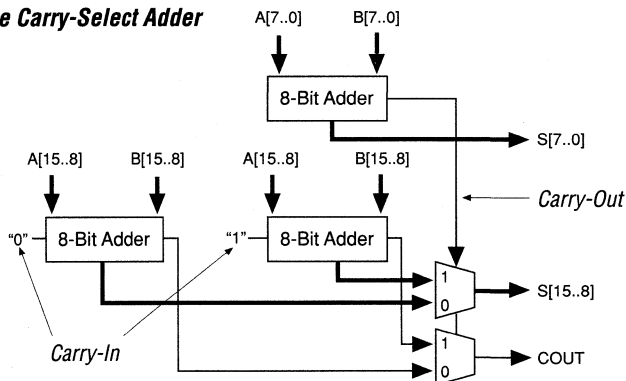 e Carry-Select Adder
A[7..0] B[7..0]
8-Bit Adder
S[7..0]
A[15..8] B[15..8] A[15..8] B[15..8]
Carry-Out
"0" 8-Bit Adder "1" 8-Bit Adder
1
0
S[15..8]
Carry-In
1
0
COUT